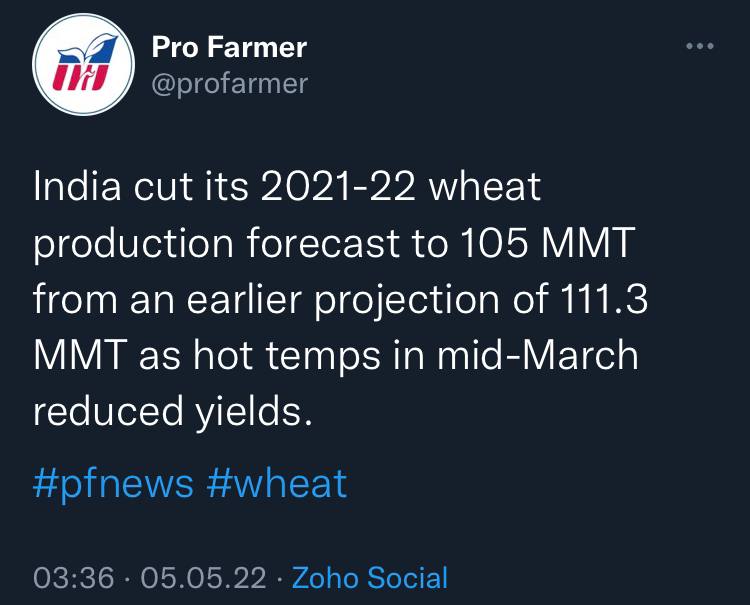 Pro Farmer
@profarmer
India cut its 2021-22 wheat
production forecast to 105 MMT
from an earlier projection of 111.3
MMT as hot temps in mid-March
reduced yields.
#pfnews #wheat
03:36 · 05.05.22 · Zoho Social